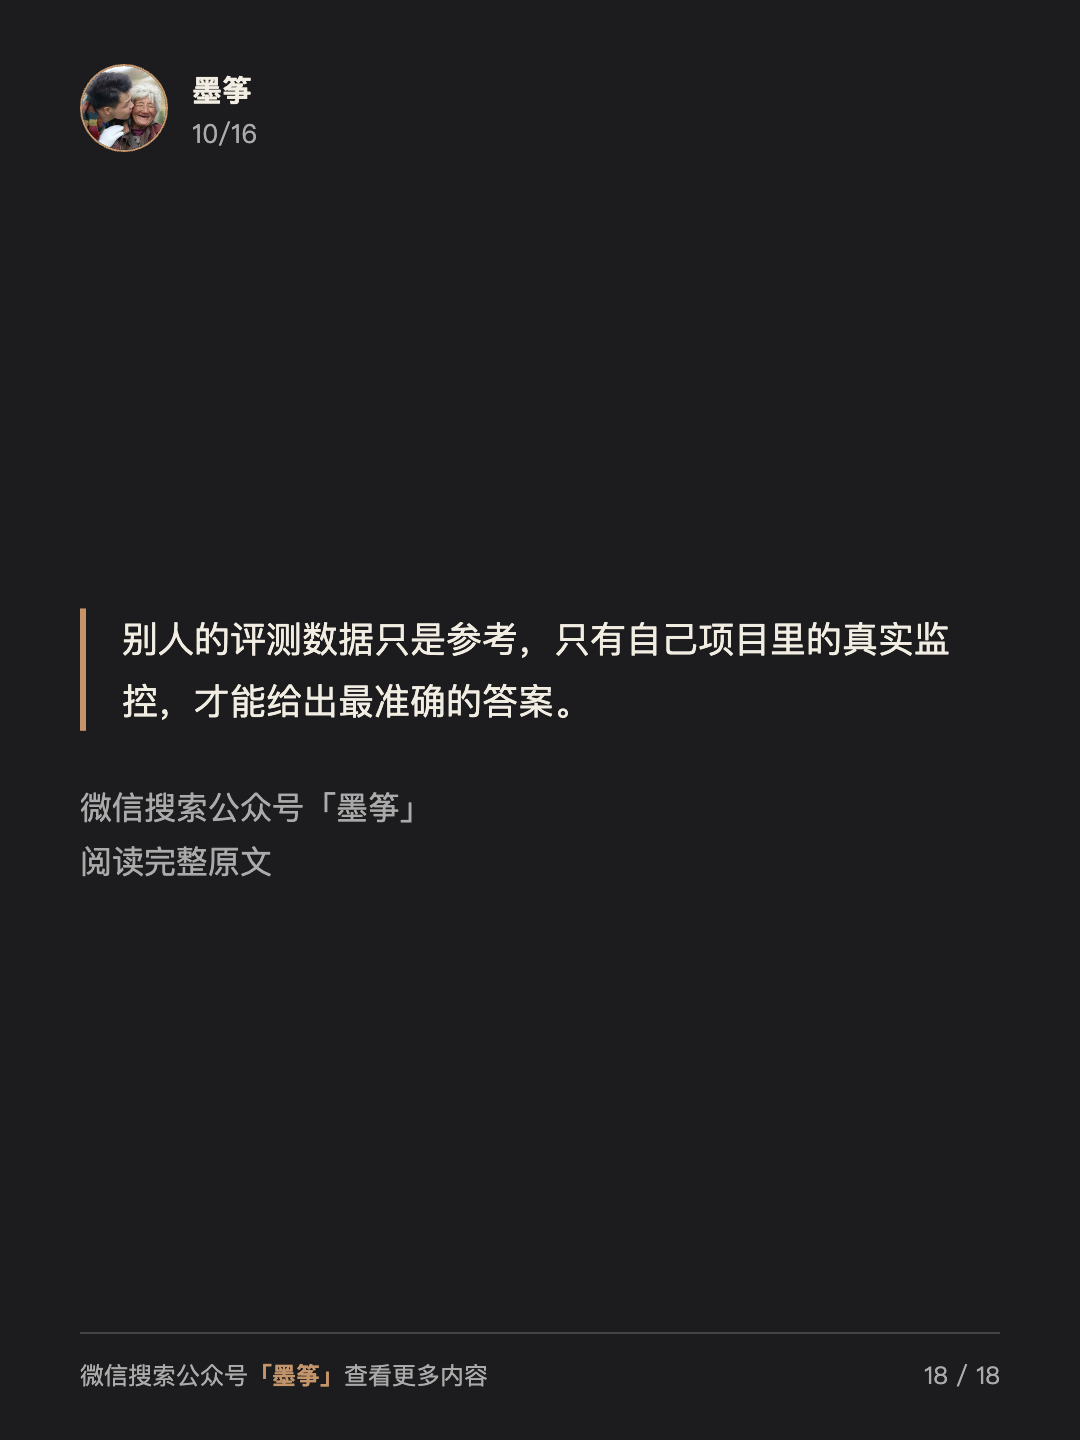 墨筝
10/16
别人的评测数据只是参考，只有自己项目里的真实监
控，才能给出最准确的答案。
微信搜索公众号「墨筝」
阅读完整原文
微信搜索公众号「墨筝」查看更多内容
18 / 18